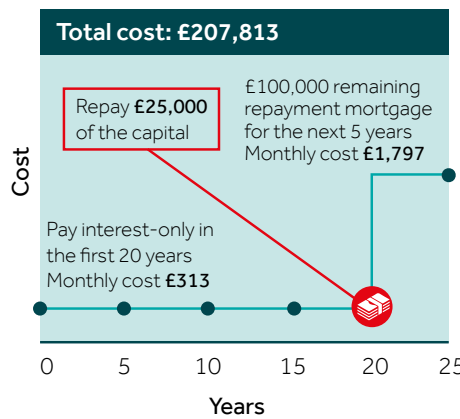 Total cost: £207,813
Repay £25,000
of the capital
£100,000 remaining
repayment mortgage
for the next 5 years
Monthly cost £1,797
Cost
Pay interest-only in
the first 20 years
Monthly cost £313
0 5 10 15 20 25
Years